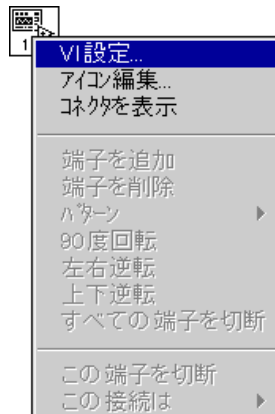 1
VI設定...
ｱｲｺﾝ編集...
ｺﾈｸﾀを表示
端子を追加
端子を削除
ﾊﾟﾀｰﾝ
90度回転
左右逆転
上下逆転
すべての端子を切断
この端子を切断
この接続は